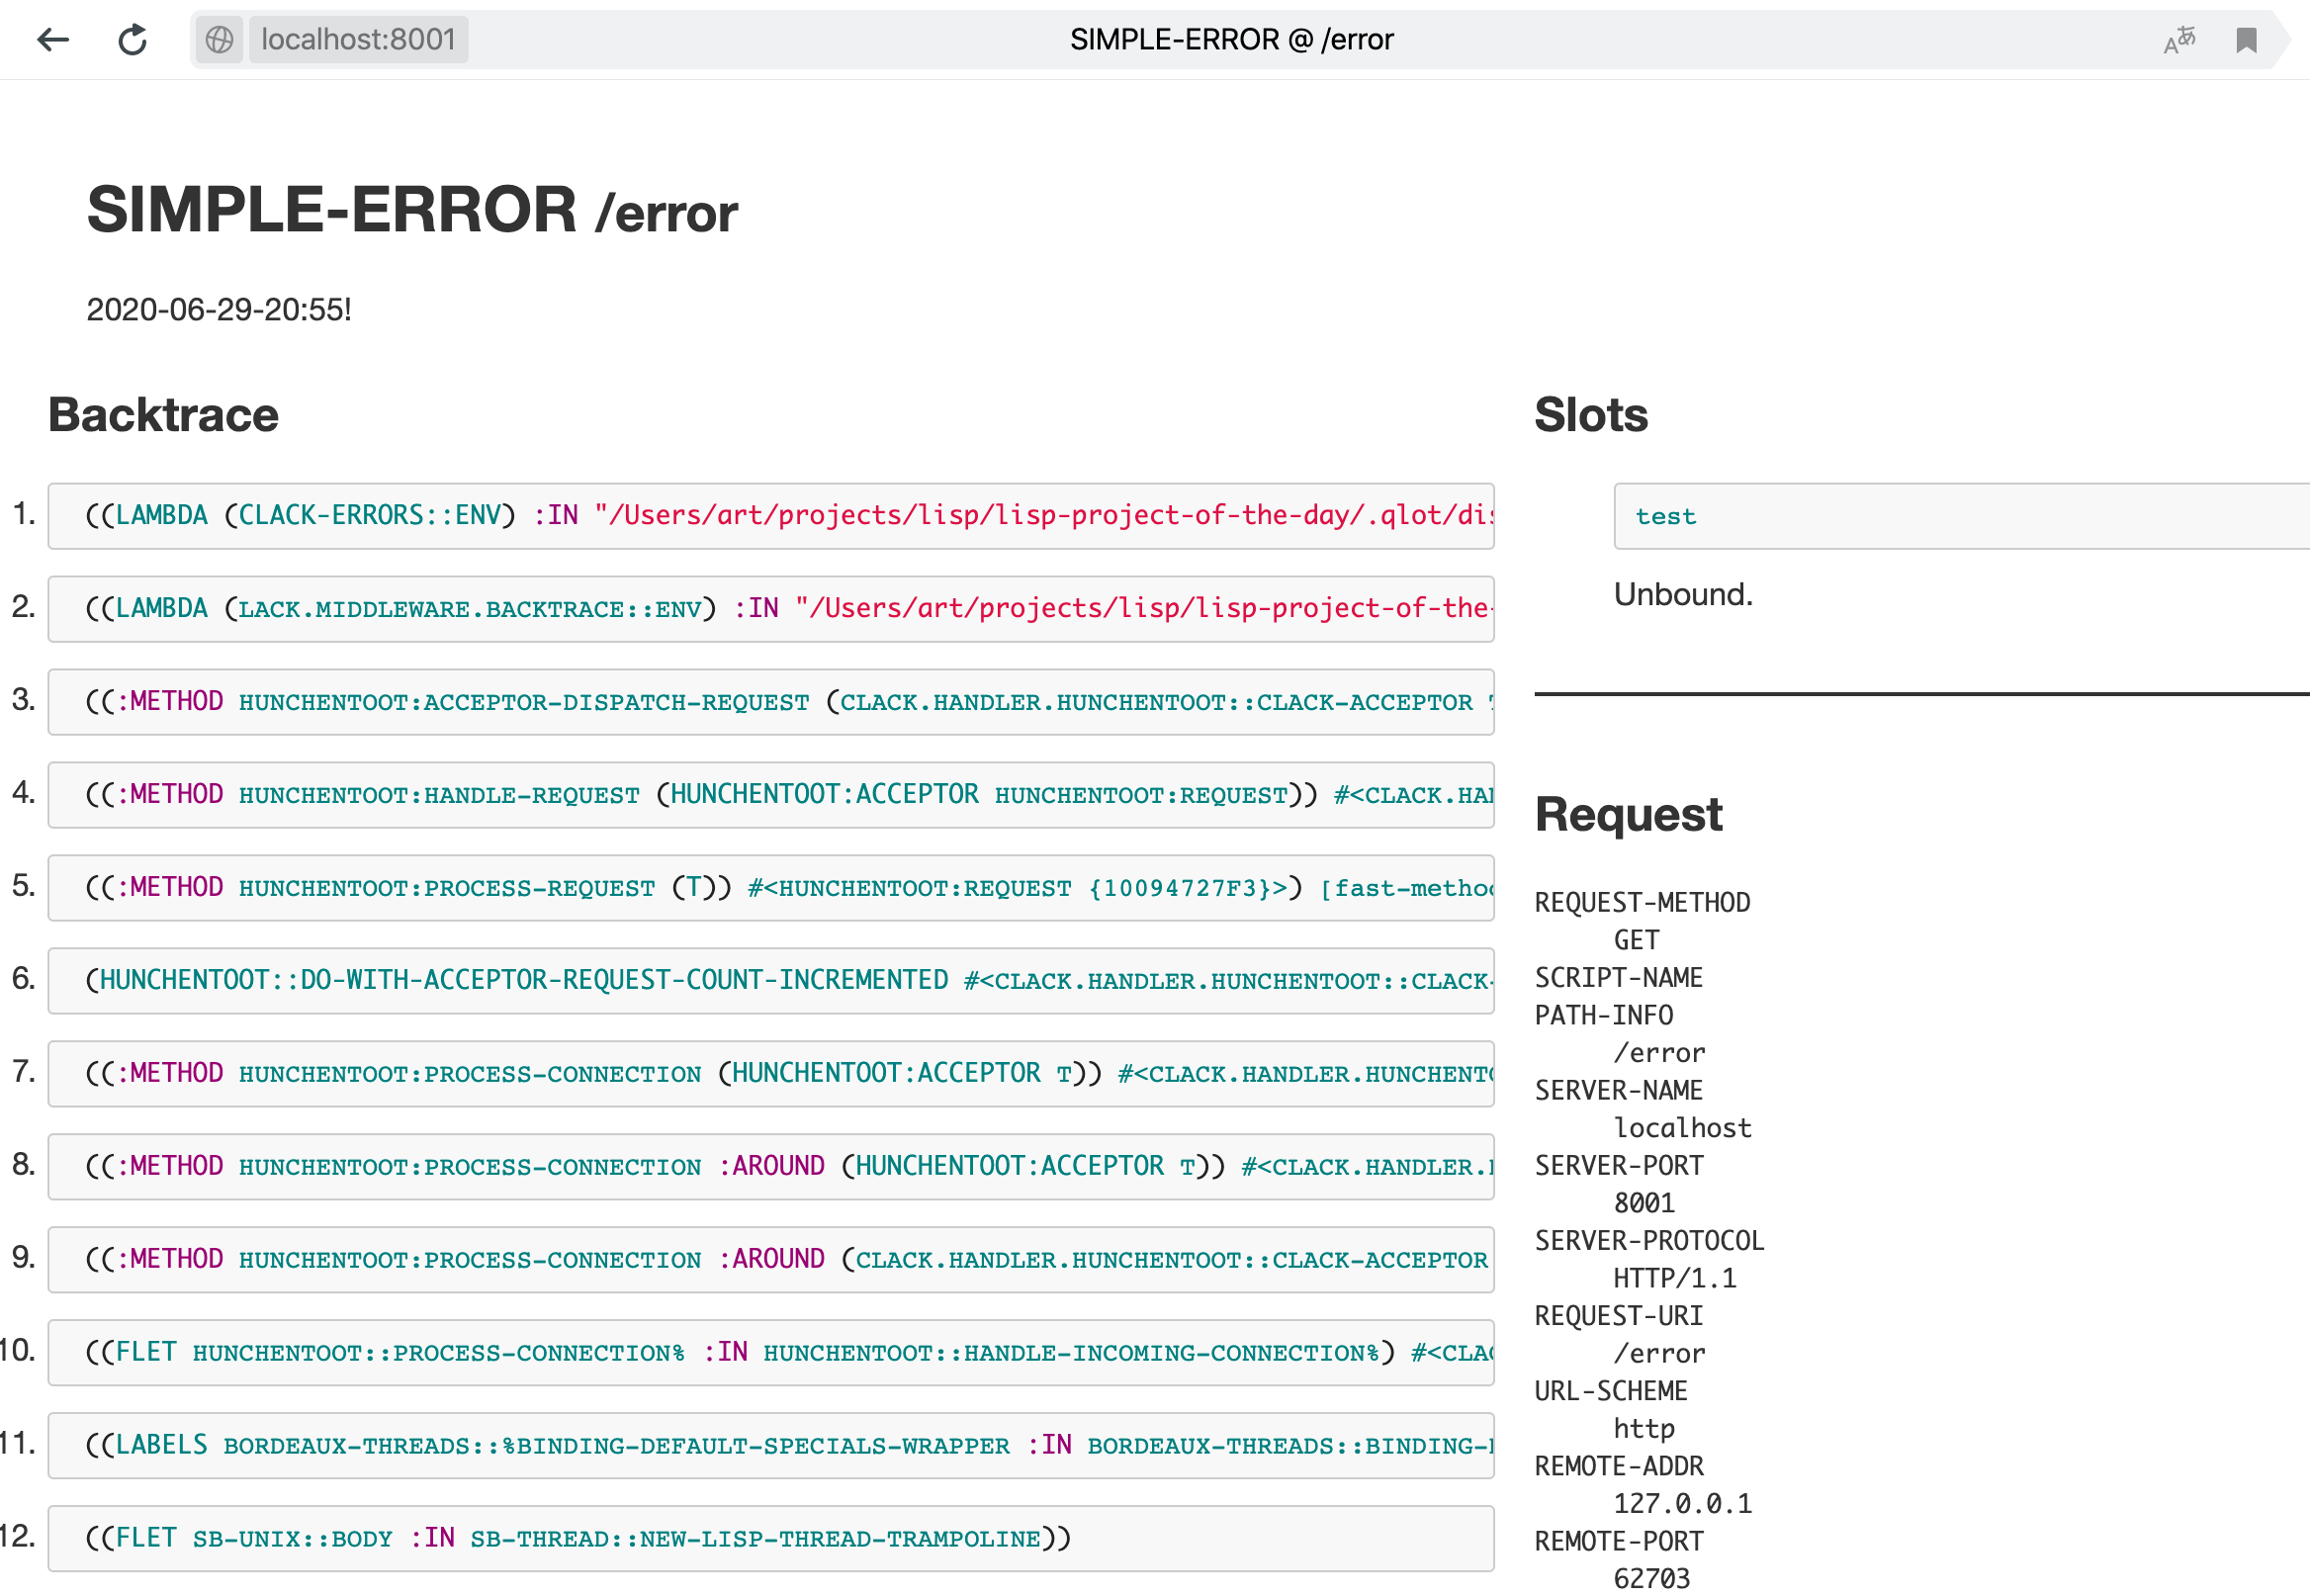 localhost:8001
SIMPLE-ERROR @ /error
SIMPLE-ERROR /error
2020-06-29-20:55!
Backtrace
1. ((LAMBDA (CLACK-ERRORS::ENV) :IN "/Users/art/projects/lisp/lisp-project-of-the-day/.qlot/dis
2. ((LAMBDA (LACK.MIDDLEWARE.BACKTRACE::ENV) :IN "/Users/art/projects/lisp/lisp-project-of-the-
3. ((:METHOD HUNCHENTOOT:ACCEPTOR-DISPATCH-REQUEST (CLACK.HANDLER.HUNCHENTOOT::CLACK-ACCEPTOR T
4. ((:METHOD HUNCHENTOOT:HANDLE-REQUEST (HUNCHENTOOT:ACCEPTOR HUNCHENTOOT:REQUEST)) #<CLACK.HAN
5. ((:METHOD HUNCHENTOOT:PROCESS-REQUEST (T)) #<HUNCHENTOOT:REQUEST {10094727F3}>) [fast-method
6. (HUNCHENTOOT::DO-WITH-ACCEPTOR-REQUEST-COUNT-INCREMENTED #<CLACK.HANDLER.HUNCHENTOOT::CLACK-
7. ((:METHOD HUNCHENTOOT:PROCESS-CONNECTION (HUNCHENTOOT:ACCEPTOR T)) #<CLACK.HANDLER.HUNCHENTO
8. ((:METHOD HUNCHENTOOT:PROCESS-CONNECTION :AROUND (HUNCHENTOOT:ACCEPTOR T)) #<CLACK.HANDLER.H
9. ((:METHOD HUNCHENTOOT:PROCESS-CONNECTION :AROUND (CLACK.HANDLER.HUNCHENTOOT::CLACK-ACCEPTOR
10. ((FLET HUNCHENTOOT::PROCESS-CONNECTION% :IN HUNCHENTOOT::HANDLE-INCOMING-CONNECTION%) #<CLAC
11. ((LABELS BORDEAUX-THREADS::%BINDING-DEFAULT-SPECIALS-WRAPPER :IN BORDEAUX-THREADS::BINDING-D
12. ((FLET SB-UNIX::BODY :IN SB-THREAD::NEW-LISP-THREAD-TRAMPOLINE))
Slots
test
Unbound.
Request
REQUEST-METHOD
GET
SCRIPT-NAME
PATH-INFO
/error
SERVER-NAME
localhost
SERVER-PORT
8001
SERVER-PROTOCOL
HTTP/1.1
REQUEST-URI
/error
URL-SCHEME
http
REMOTE-ADDR
127.0.0.1
REMOTE-PORT
62703